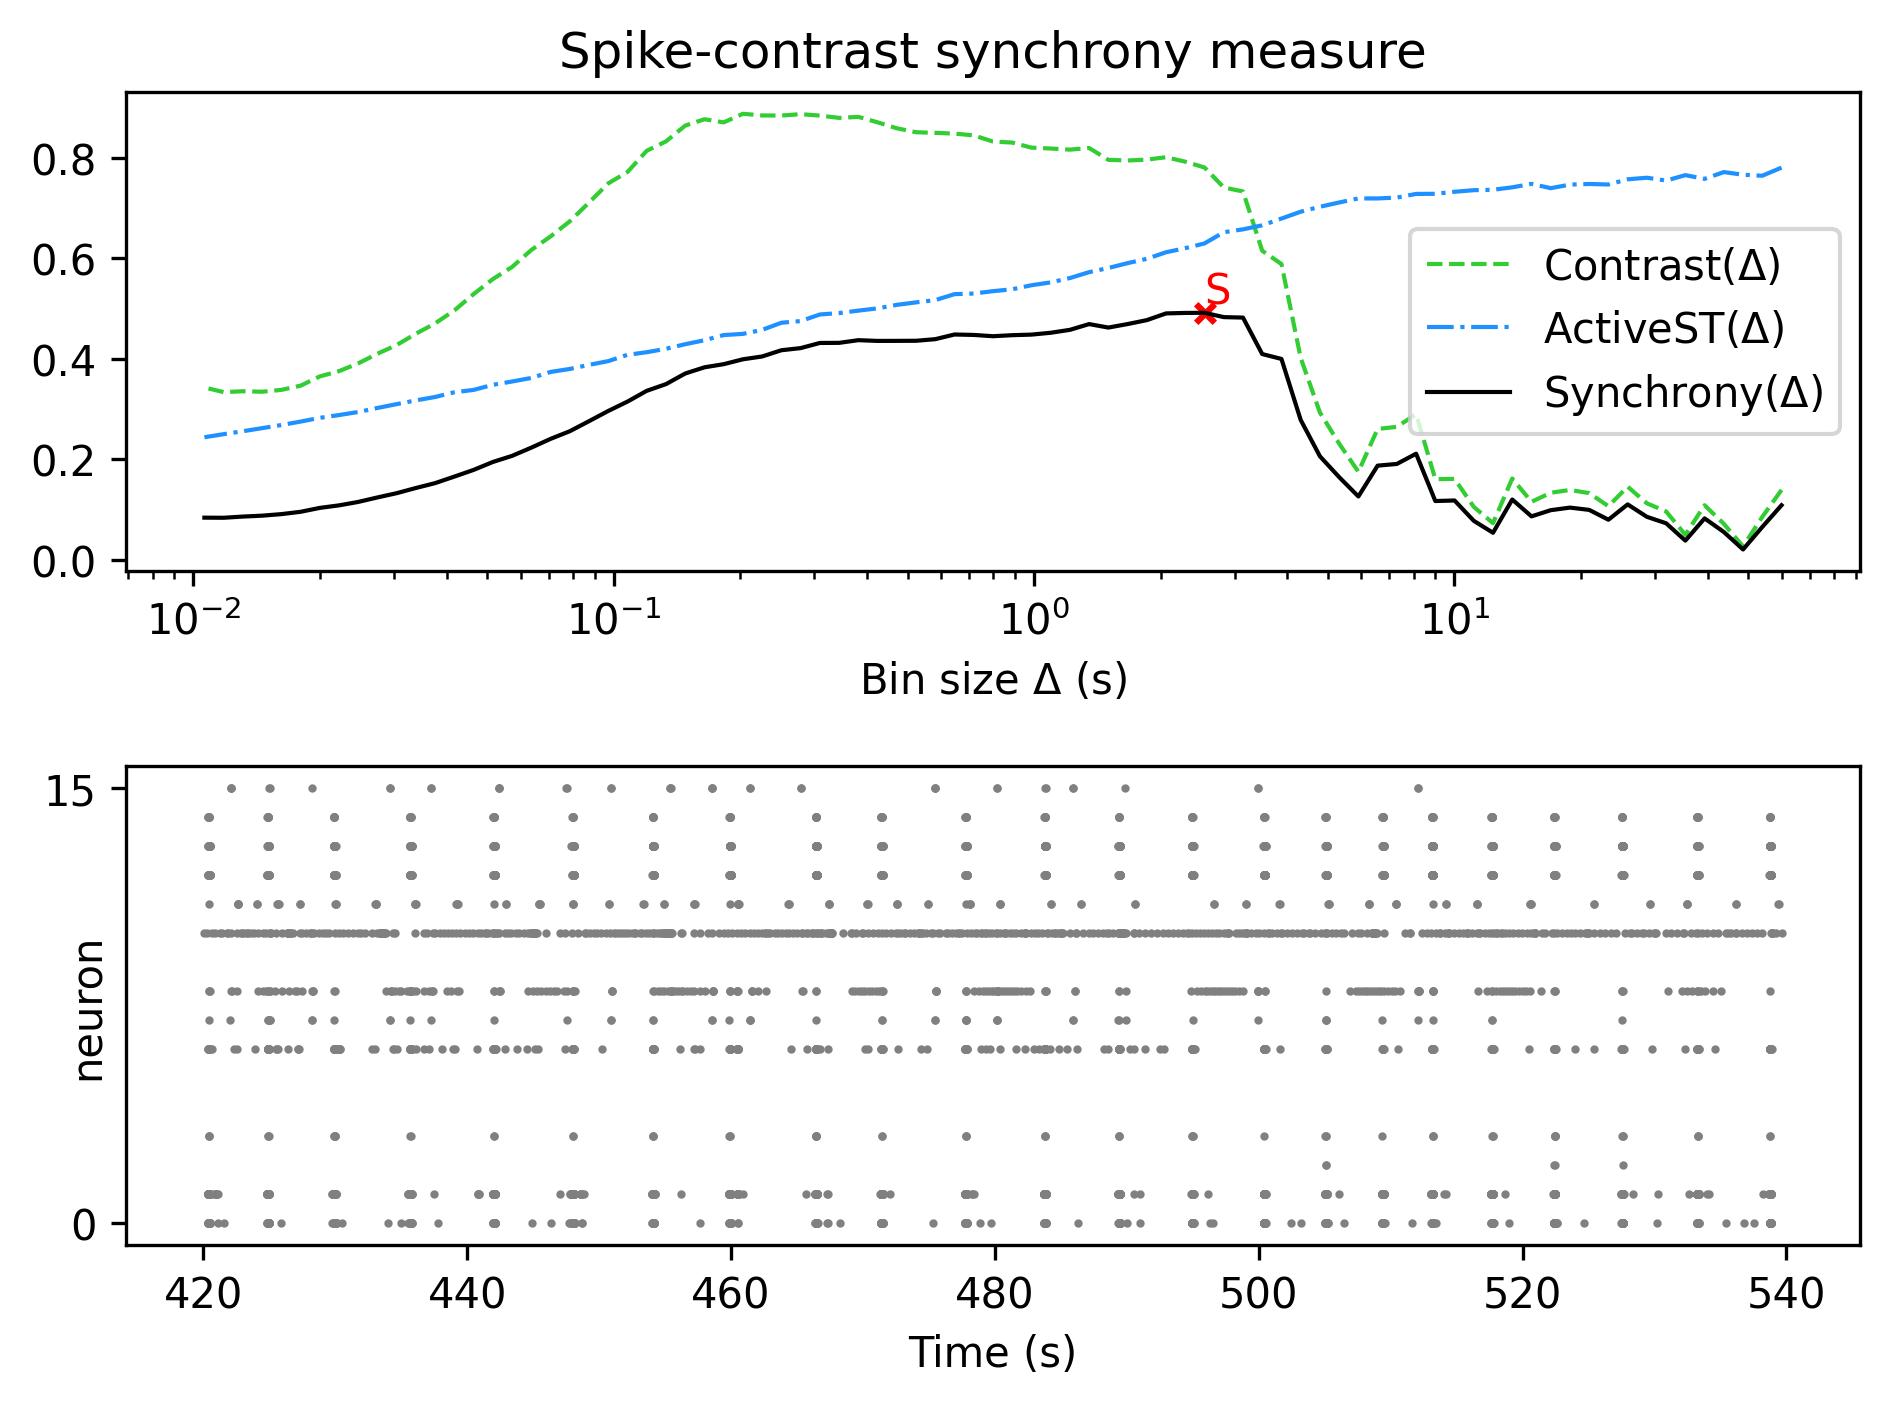 Spike-contrast synchrony measure
0.8
0.6
0.4
0.2
0.0
S
Contrast(Δ)
ActiveST(Δ)
Synchrony(Δ)
10⁻² 10⁻¹ 10⁰ 10¹
Bin size Δ (s)
15
neuron
0
420 440 460 480 500 520 540
Time (s)